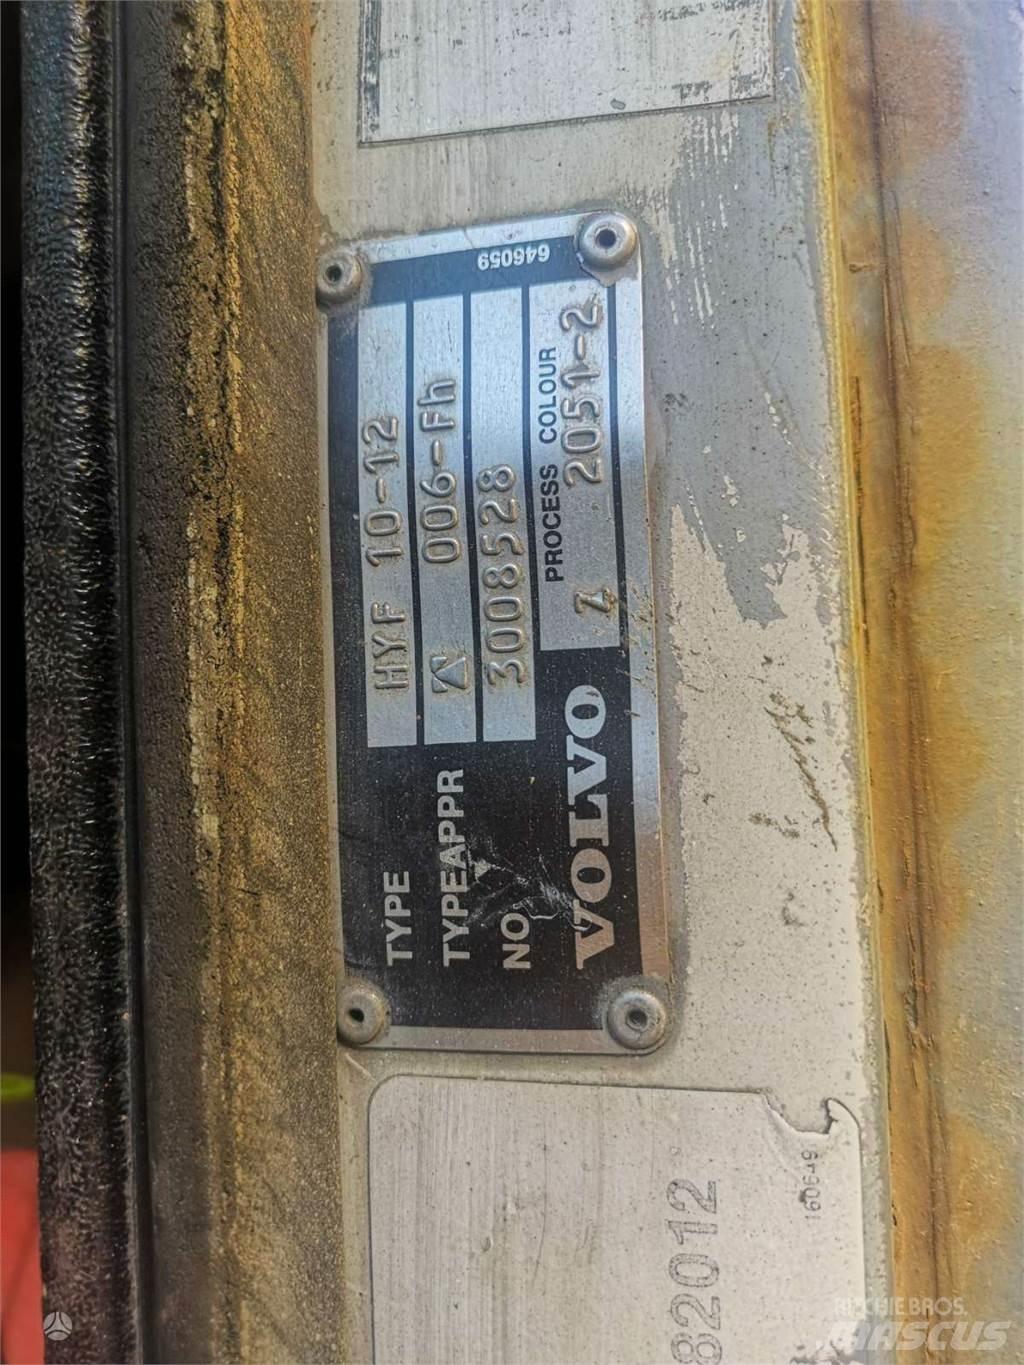 TYPE HYF 10-12
TYPEAPPR 006-Fh
NO 3008528
PROCESS COLOUR
VOLVO Z 2051-2
646059
82012
160649
RITCHIE BROS.
MASCUS